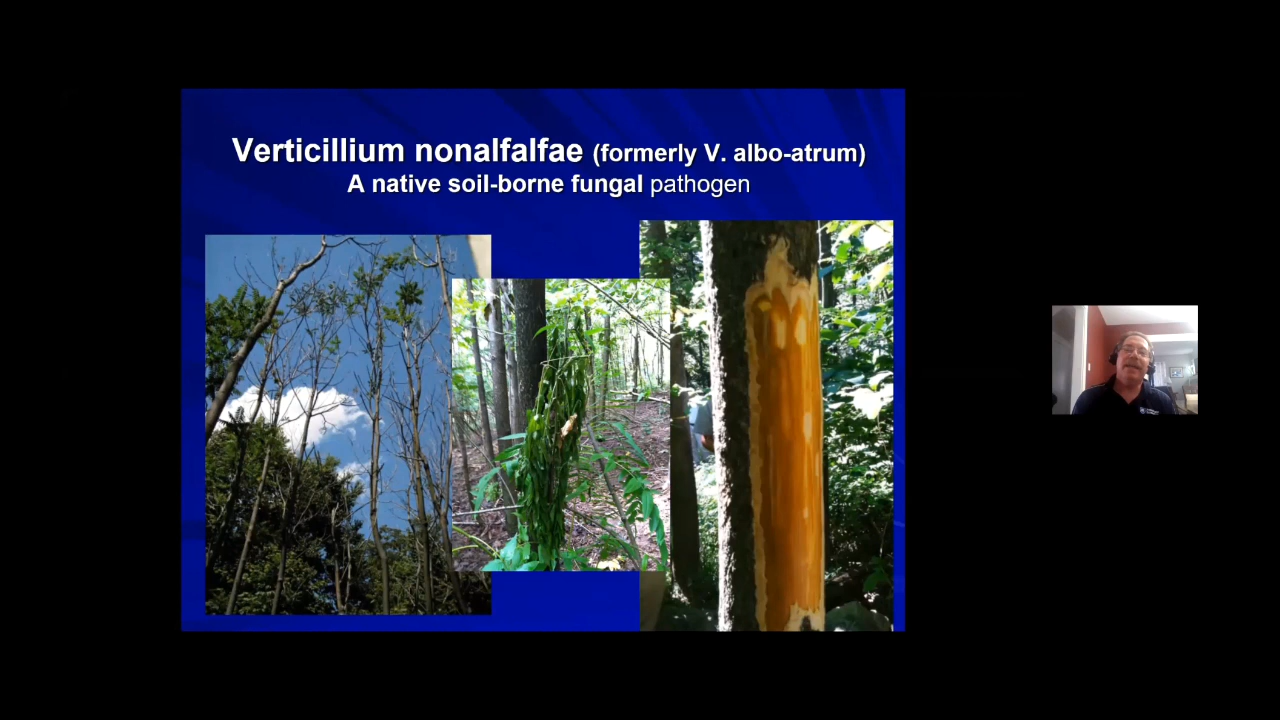 Verticillium nonalfalfae (formerly V. albo-atrum)
A native soil-borne fungal pathogen